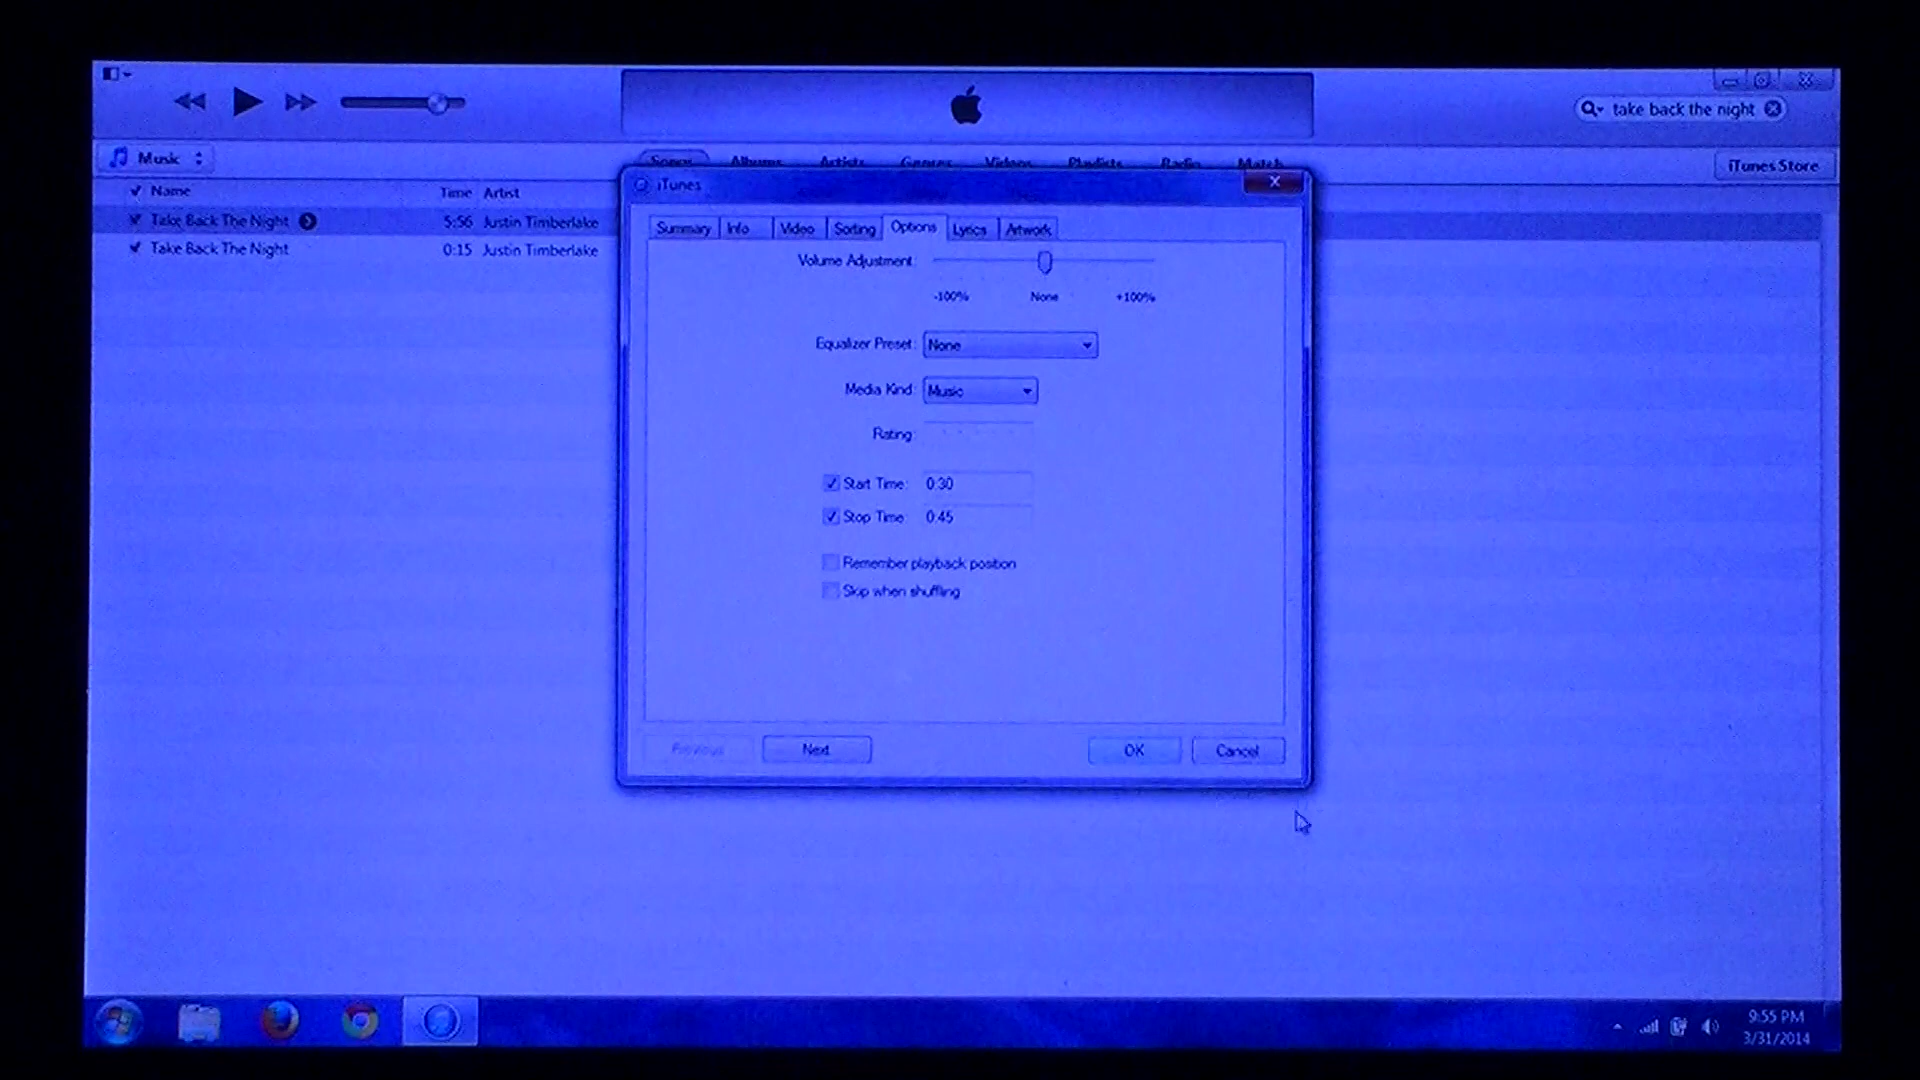 take back the night
Music
Songs Albums Artists Genres Videos Playlists Radio Match
iTunes Store
Name Time Artist
Take Back The Night 5:56 Justin Timberlake
Take Back The Night 0:15 Justin Timberlake
iTunes
Summary Info Video Sorting Options Lyrics Artwork
Volume Adjustment:
-100% None +100%
Equalizer Preset: None
Media Kind: Music
Rating:
Start Time: 0:30
Stop Time: 0:45
Remember playback position
Skip when shuffling
Previous Next OK Cancel
9:55 PM
3/31/2014